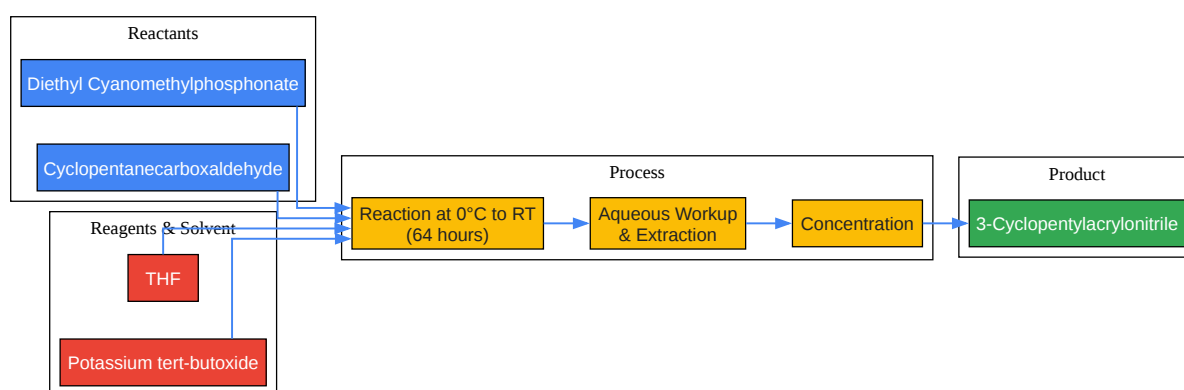 Reactants
Diethyl Cyanomethylphosphonate
Cyclopentanecarboxaldehyde
Reagents & Solvent
THF
Potassium tert-butoxide
Process
Reaction at 0°C to RT
(64 hours)
Aqueous Workup
& Extraction
Concentration
Product
3-Cyclopentylacrylonitrile